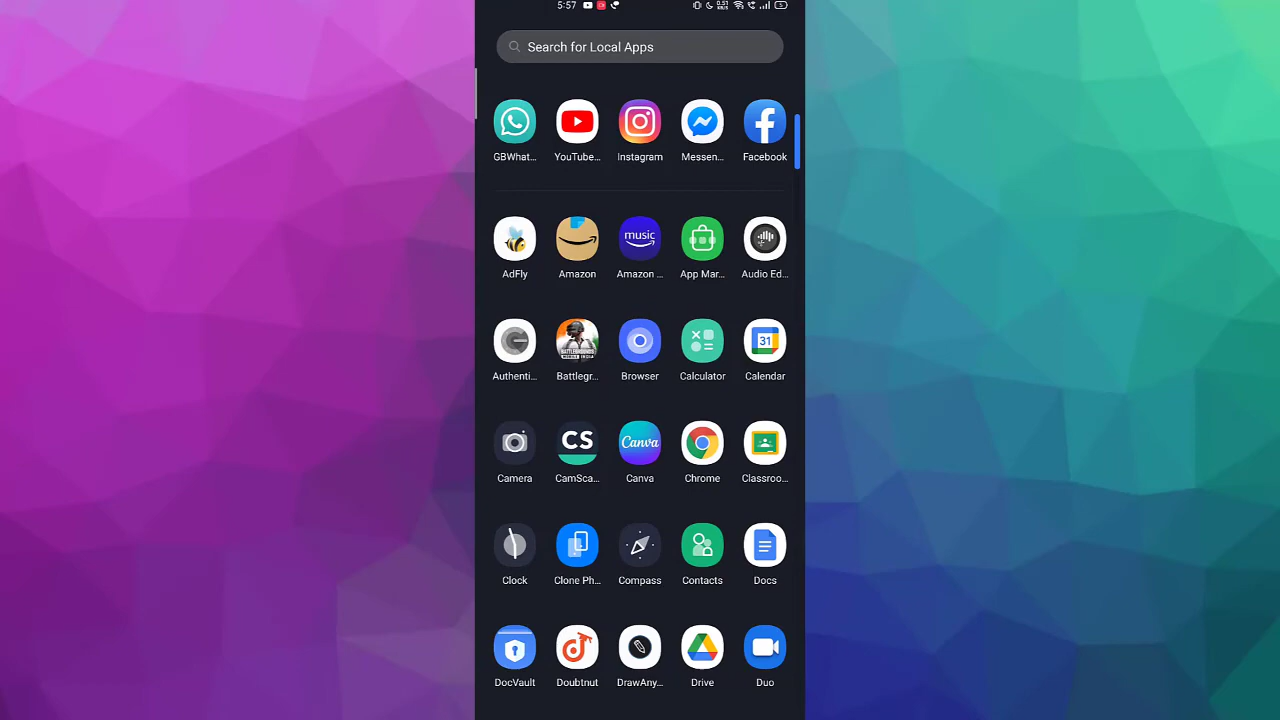 5:57
Search for Local Apps
GBWhat... YouTube... Instagram Messen... Facebook
music
AdFly Amazon Amazon ... App Mar... Audio Ed...
BATTLEGROUNDS
31
Authenti... Battlegr... Browser Calculator Calendar
CS Canva
Camera CamSca... Canva Chrome Classroo...
Clock Clone Ph... Compass Contacts Docs
DocVault Doubtnut DrawAny... Drive Duo